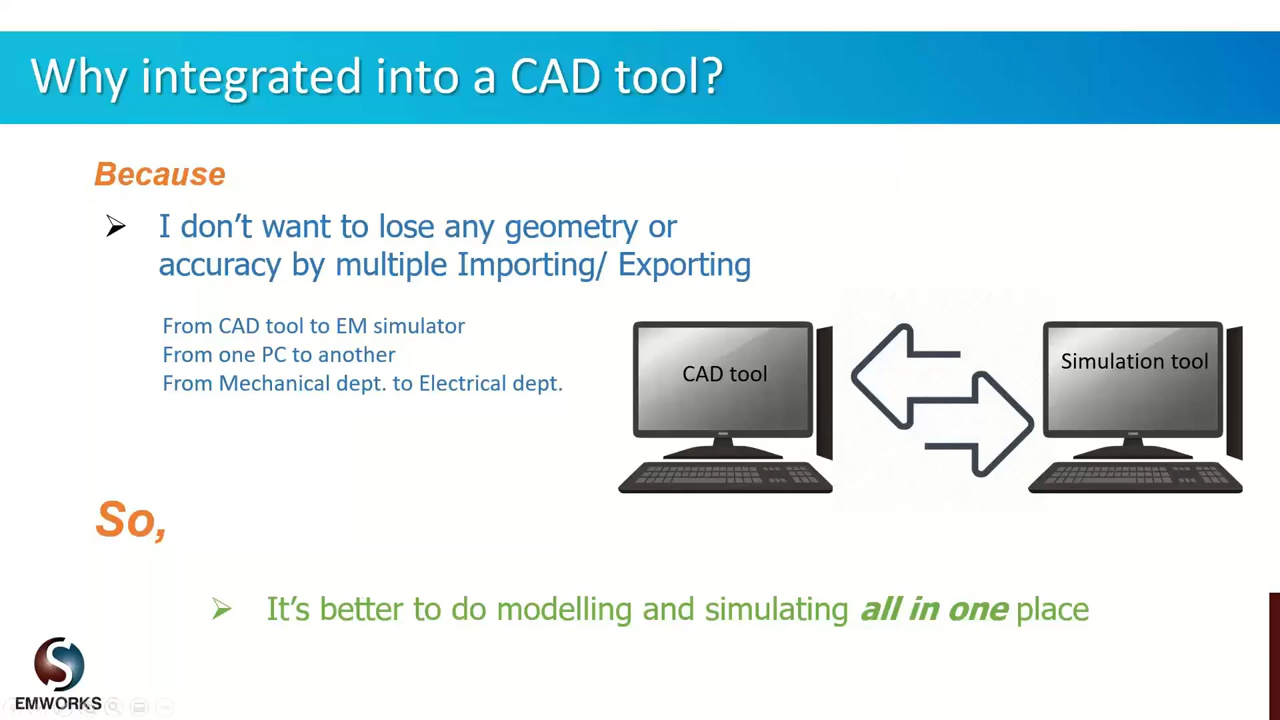 Why integrated into a CAD tool?
Because
➢ I don’t want to lose any geometry or
accuracy by multiple Importing/ Exporting
From CAD tool to EM simulator
From one PC to another
From Mechanical dept. to Electrical dept.
CAD tool
Simulation tool
So,
➢ It’s better to do modelling and simulating all in one place
EMWORKS